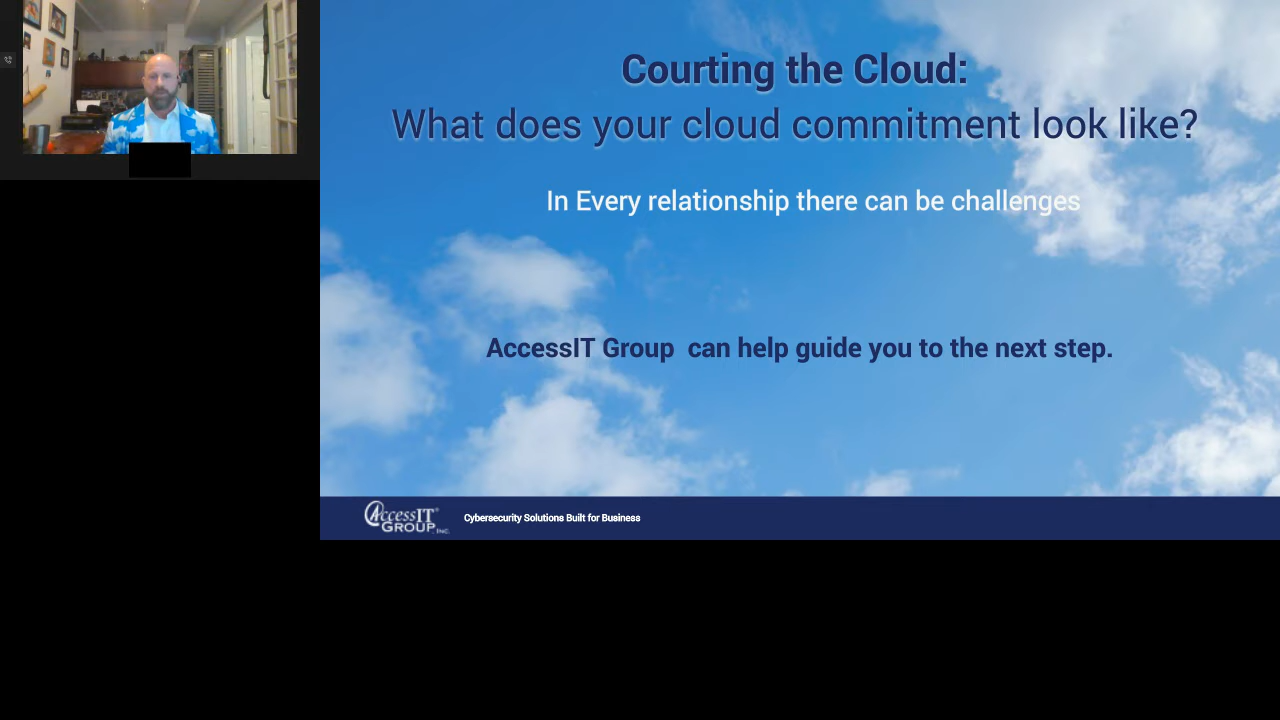 Courting the Cloud:
What does your cloud commitment look like?
In Every relationship there can be challenges
AccessIT Group  can help guide you to the next step.
AccessIT®
GROUP, INC.
Cybersecurity Solutions Built for Business